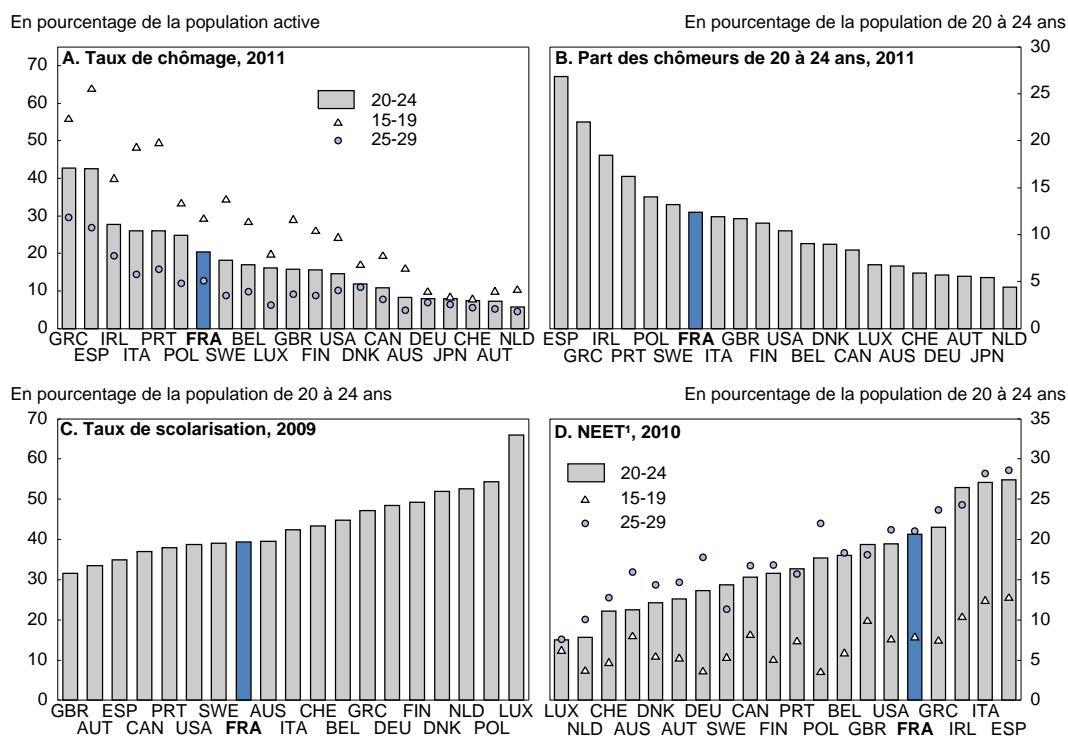 En pourcentage de la population active
En pourcentage de la population de 20 à 24 ans
A. Taux de chômage, 2011
70
60
50
40
30
20
10
0
20-24
15-19
25-29
GRC IRL PRT FRA BEL GBR USA CAN DEU CHE NLD
ESP ITA POL SWE LUX FIN DNK AUS JPN AUT
B. Part des chômeurs de 20 à 24 ans, 2011
30
25
20
15
10
5
0
ESP IRL POL FRA GBR USA DNK LUX CHE AUT NLD
GRC PRT SWE ITA FIN BEL CAN AUS DEU JPN
En pourcentage de la population de 20 à 24 ans
En pourcentage de la population de 20 à 24 ans
C. Taux de scolarisation, 2009
70
60
50
40
30
20
10
0
GBR ESP PRT SWE AUS CHE GRC FIN NLD LUX
AUT CAN USA FRA ITA BEL DEU DNK POL
D. NEET¹, 2010
20-24
15-19
25-29
35
30
25
20
15
10
5
0
LUX CHE DNK DEU CAN PRT BEL USA GRC ITA
NLD AUS AUT SWE FIN POL GBR FRA IRL ESP